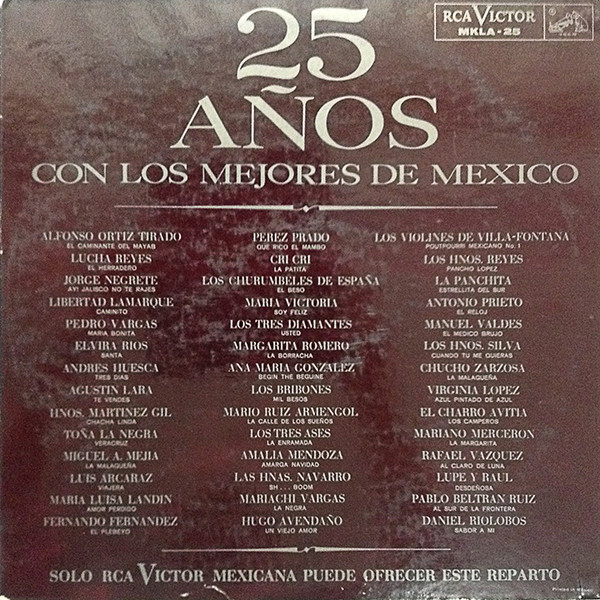 RCA VICTOR
MKLA-25
25
AÑOS
CON LOS MEJORES DE MEXICO
ALFONSO ORTIZ TIRADO
EL CAMINANTE DEL MAYAB
LUCHA REYES
EL HERRADERO
JORGE NEGRETE
AY! JALISCO NO TE RAJES
LIBERTAD LAMARQUE
CAMINITO
PEDRO VARGAS
MARIA BONITA
ELVIRA RIOS
SANTA
ANDRES HUESCA
TRES DIAS
AGUSTIN LARA
TE VENDES
HNOS. MARTINEZ GIL
CHACHA LINDA
TOÑA LA NEGRA
VERACRUZ
MIGUEL A. MEJIA
LA MALAGUEÑA
LUIS ARCARAZ
VIAJERA
MARIA LUISA LANDIN
AMOR PERDIDO
FERNANDO FERNANDEZ
EL PLEBEYO
PEREZ PRADO
QUE RICO EL MAMBO
CRI CRI
LA PATITA
LOS CHURUMBELES DE ESPAÑA
EL BESO
MARIA VICTORIA
SOY FELIZ
LOS TRES DIAMANTES
USTED
MARGARITA ROMERO
LA BORRACHA
ANA MARIA GONZALEZ
BEGIN THE BEGUINE
LOS BRIBONES
MIL BESOS
MARIO RUIZ ARMENGOL
LA CALLE DE LOS SUEÑOS
LOS TRES ASES
LA ENRAMADA
AMALIA MENDOZA
AMARGA NAVIDAD
LAS HNAS. NAVARRO
SH... BOOM
MARIACHI VARGAS
LA NEGRA
HUGO AVENDAÑO
UN VIEJO AMOR
LOS VIOLINES DE VILLA-FONTANA
POUTPOURRI MEXICANO No. 1
LOS HNOS. REYES
PANCHO LOPEZ
LA PANCHITA
ESTRELLITA DEL SUR
ANTONIO PRIETO
EL RELOJ
MANUEL VALDES
EL MEDICO BRUJO
LOS HNOS. SILVA
CUANDO TU ME QUIERAS
CHUCHO ZARZOSA
LA MALAGUEÑA
VIRGINIA LOPEZ
AZUL PINTADO DE AZUL
EL CHARRO AVITIA
LOS CAMPEROS
MARIANO MERCERON
LA MARGARITA
RAFAEL VAZQUEZ
AL CLARO DE LUNA
LUPE Y RAUL
DESDEÑOSA
PABLO BELTRAN RUIZ
AL SUR DE LA FRONTERA
DANIEL RIOLOBOS
SABOR A MI
SOLO RCA VICTOR MEXICANA PUEDE OFRECER ESTE REPARTO
Printed in Mexico